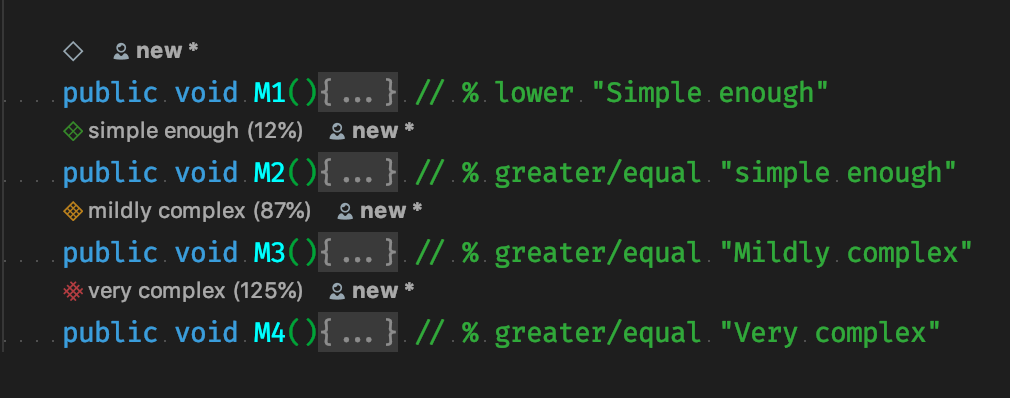 new *
public void M1(){...} // % lower "Simple enough"
simple enough (12%) new *
public void M2(){...} // % greater/equal "simple enough"
mildly complex (87%) new *
public void M3(){...} // % greater/equal "Mildly complex"
very complex (125%) new *
public void M4(){...} // % greater/equal "Very complex"